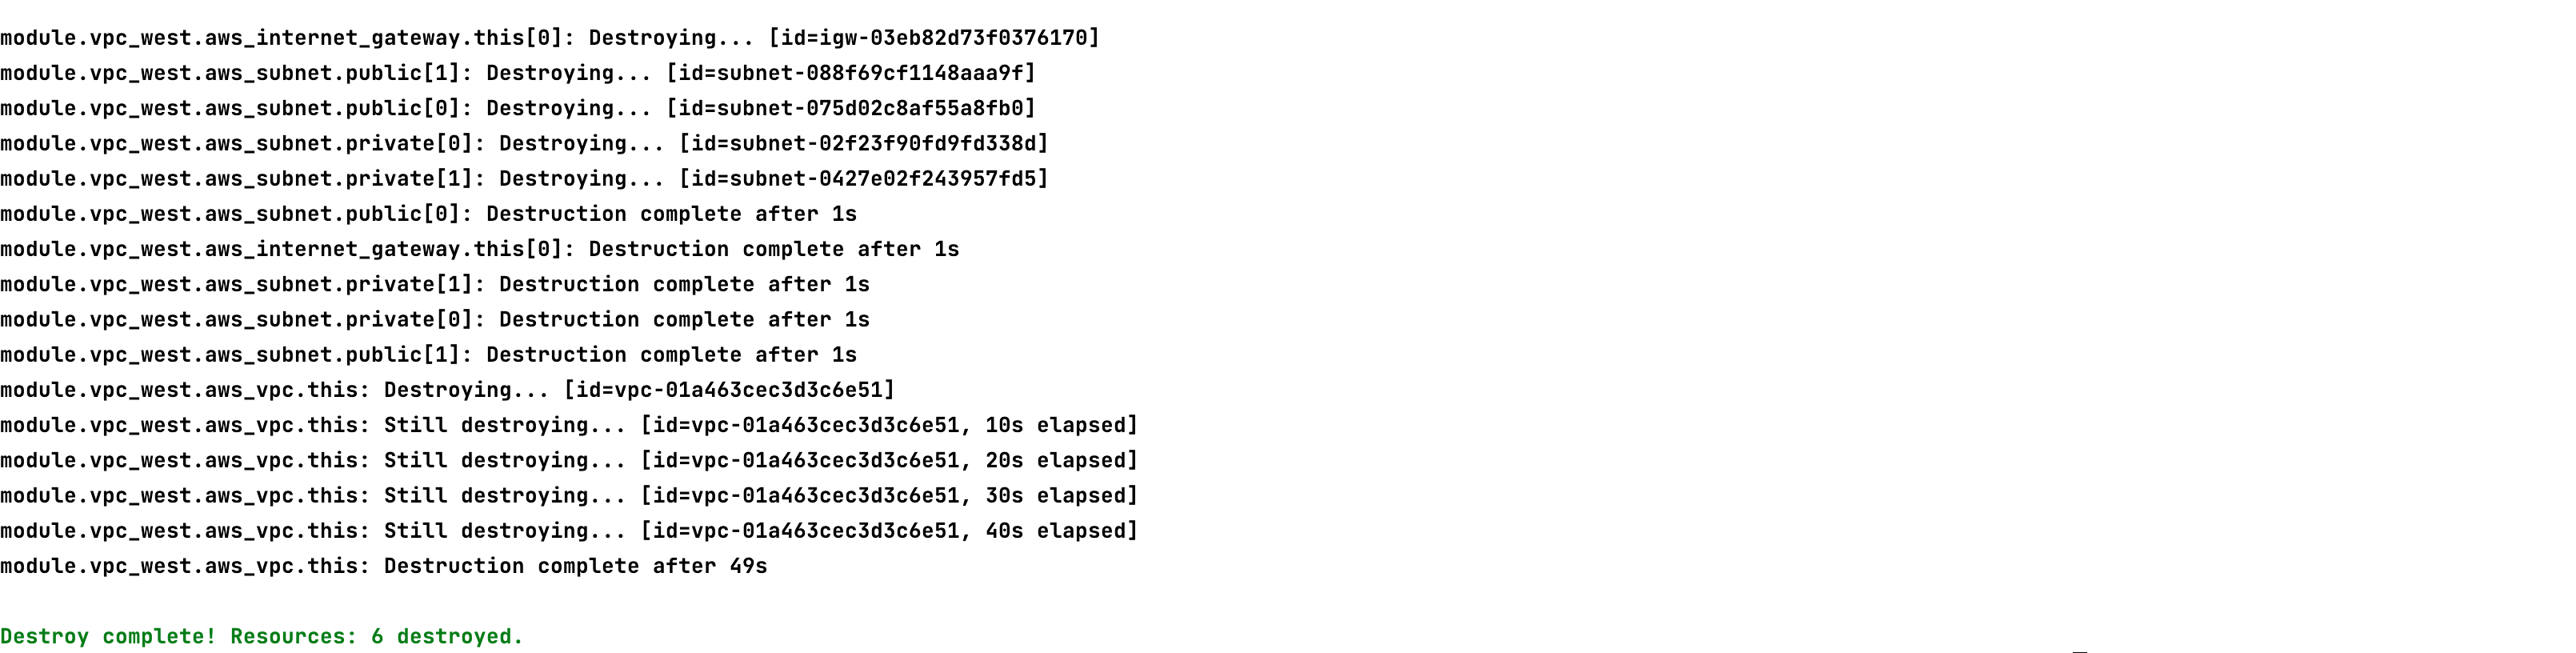 module.vpc_west.aws_internet_gateway.this[0]: Destroying... [id=igw-03eb82d73f0376170]
module.vpc_west.aws_subnet.public[1]: Destroying... [id=subnet-088f69cf1148aaa9f]
module.vpc_west.aws_subnet.public[0]: Destroying... [id=subnet-075d02c8af55a8fb0]
module.vpc_west.aws_subnet.private[0]: Destroying... [id=subnet-02f23f90fd9fd338d]
module.vpc_west.aws_subnet.private[1]: Destroying... [id=subnet-0427e02f243957fd5]
module.vpc_west.aws_subnet.public[0]: Destruction complete after 1s
module.vpc_west.aws_internet_gateway.this[0]: Destruction complete after 1s
module.vpc_west.aws_subnet.private[1]: Destruction complete after 1s
module.vpc_west.aws_subnet.private[0]: Destruction complete after 1s
module.vpc_west.aws_subnet.public[1]: Destruction complete after 1s
module.vpc_west.aws_vpc.this: Destroying... [id=vpc-01a463cec3d3c6e51]
module.vpc_west.aws_vpc.this: Still destroying... [id=vpc-01a463cec3d3c6e51, 10s elapsed]
module.vpc_west.aws_vpc.this: Still destroying... [id=vpc-01a463cec3d3c6e51, 20s elapsed]
module.vpc_west.aws_vpc.this: Still destroying... [id=vpc-01a463cec3d3c6e51, 30s elapsed]
module.vpc_west.aws_vpc.this: Still destroying... [id=vpc-01a463cec3d3c6e51, 40s elapsed]
module.vpc_west.aws_vpc.this: Destruction complete after 49s
Destroy complete! Resources: 6 destroyed.